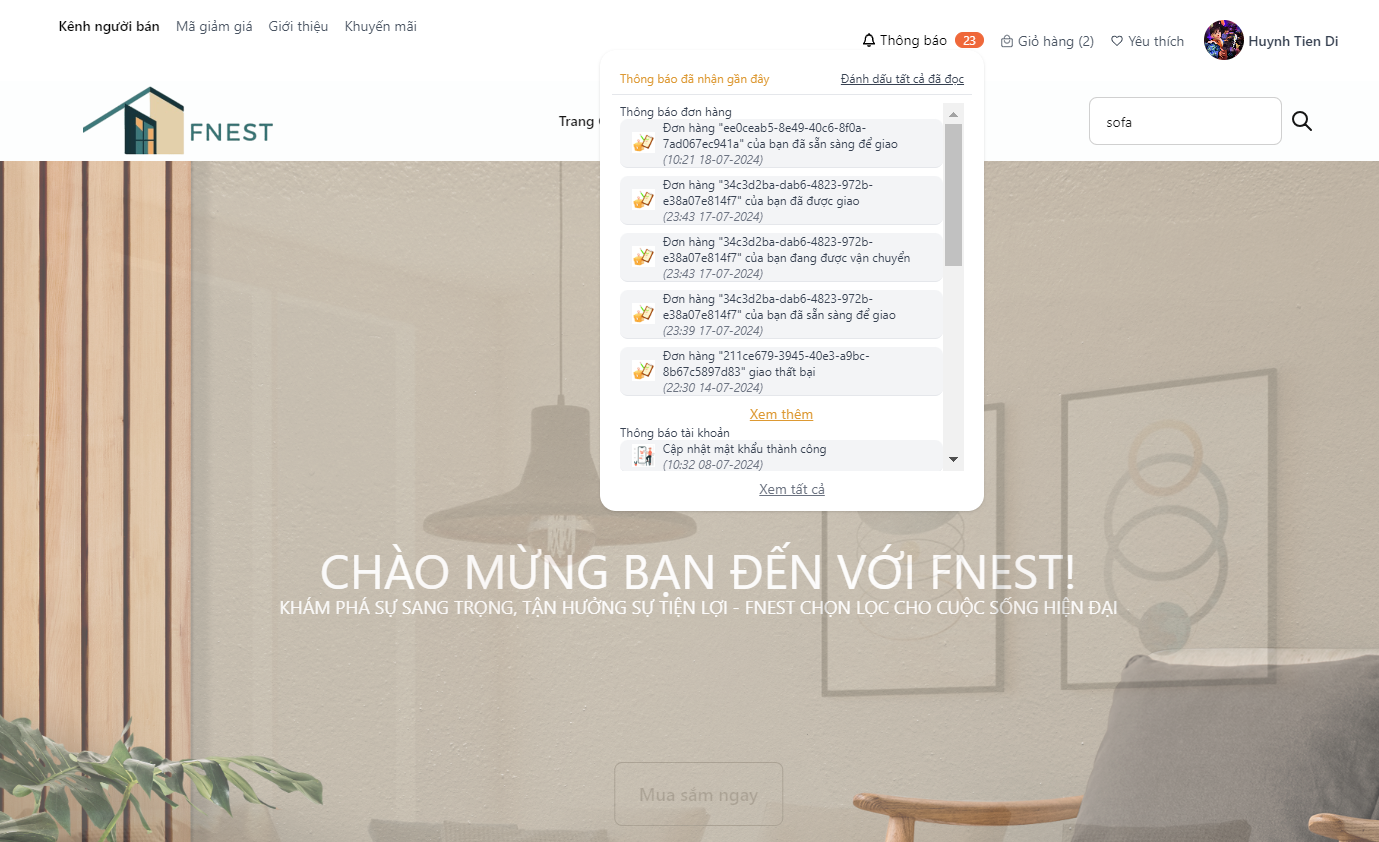 Kênh người bán Mã giảm giá Giới thiệu Khuyến mãi
Thông báo 23 Giỏ hàng (2) Yêu thích Huynh Tien Di
FNEST
Trang
sofa
Thông báo đã nhận gần đây Đánh dấu tất cả đã đọc
Thông báo đơn hàng
Đơn hàng "ee0ceab5-8e49-40c6-8f0a-
7ad067ec941a" của bạn đã sẵn sàng để giao
(10:21 18-07-2024)
Đơn hàng "34c3d2ba-dab6-4823-972b-
e38a07e814f7" của bạn đã được giao
(23:43 17-07-2024)
Đơn hàng "34c3d2ba-dab6-4823-972b-
e38a07e814f7" của bạn đang được vận chuyển
(23:43 17-07-2024)
Đơn hàng "34c3d2ba-dab6-4823-972b-
e38a07e814f7" của bạn đã sẵn sàng để giao
(23:39 17-07-2024)
Đơn hàng "211ce679-3945-40e3-a9bc-
8b67c5897d83" giao thất bại
(22:30 14-07-2024)
Xem thêm
Thông báo tài khoản
Cập nhật mật khẩu thành công
(10:32 08-07-2024)
Xem tất cả
CHÀO MỪNG BẠN ĐẾN VỚI FNEST!
KHÁM PHÁ SỰ SANG TRỌNG, TẬN HƯỞNG SỰ TIỆN LỢI - FNEST CHỌN LỌC CHO CUỘC SỐNG HIỆN ĐẠI
Mua sắm ngay